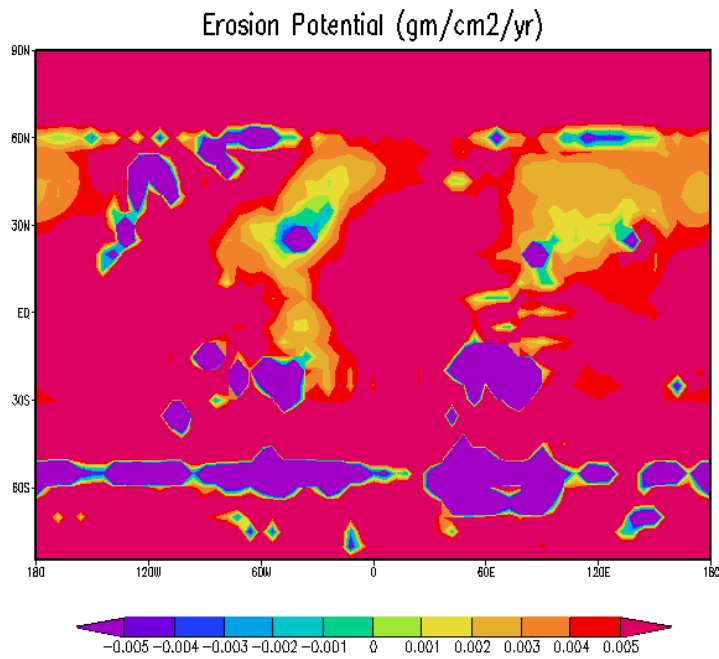 Erosion Potential (gm/cm2/yr)
90N
60N
30N
EQ
30S
60S
180 120W 60W 0 60E 120E 180
-0.005 -0.004 -0.003 -0.002 -0.001 0 0.001 0.002 0.003 0.004 0.005